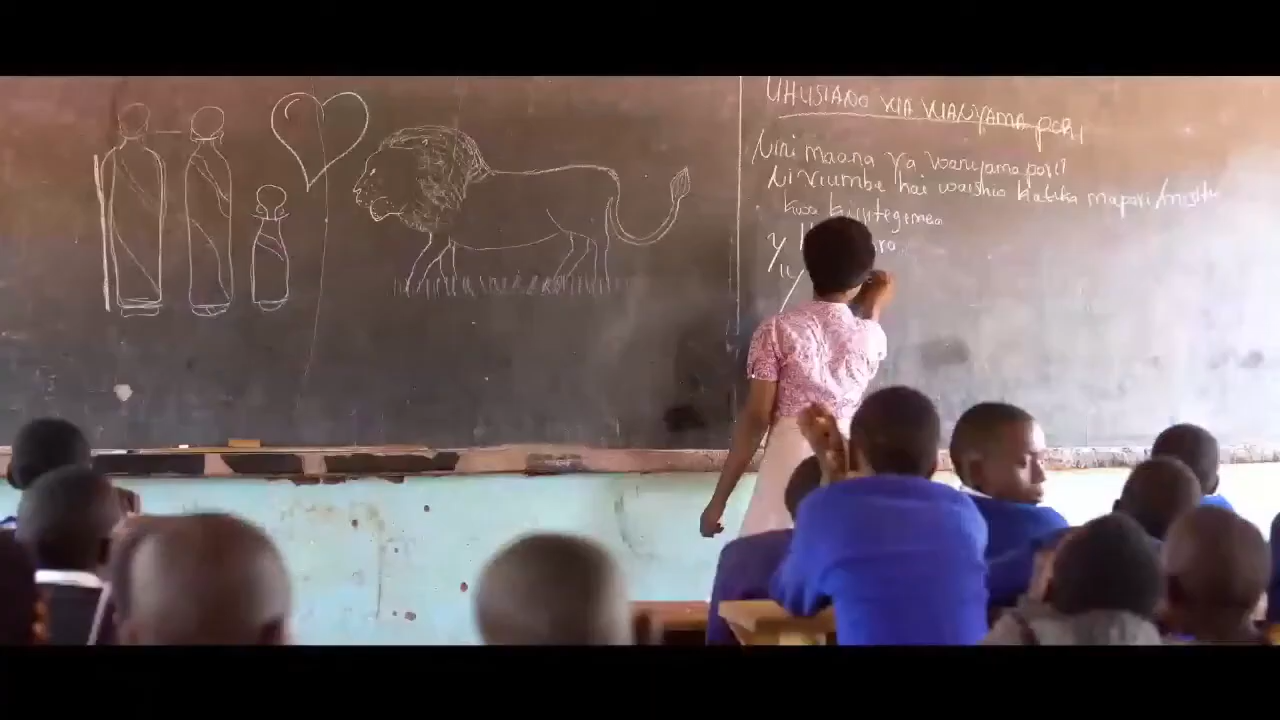 UHUSIANO WA WANYAMA PORI
Nini maana ya wanyama pori?
Ni viumbe hai waishio katika mapori/misitu
kwa kujitegemea